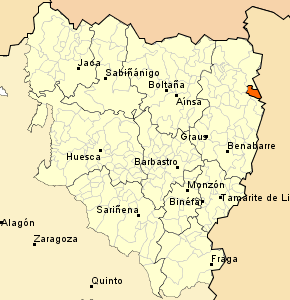 Jaca
Sabiñánigo
Boltaña
Aínsa
Graus
Huesca
Barbastro
Benabarre
Monzón
Binéfar
Tamarite de Li
Sariñena
Alagón
Zaragoza
Fraga
Quinto